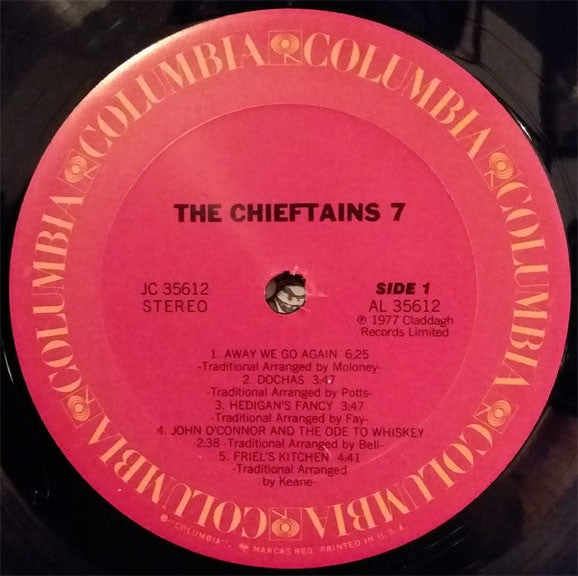 COLUMBIA COLUMBIA COLUMBIA COLUMBIA COLUMBIA COLUMBIA
THE CHIEFTAINS 7
JC 35612
STEREO
SIDE 1
AL 35612
℗ 1977 Claddagh
Records Limited
1. AWAY WE GO AGAIN 6:25
-Traditional Arranged by Moloney-
2. DOCHAS 3:47
-Traditional Arranged by Potts-
3. HEDIGAN'S FANCY 3:47
-Traditional Arranged by Fay-
4. JOHN O'CONNOR AND THE ODE TO WHISKEY
2:38 -Traditional Arranged by Bell-
5. FRIEL'S KITCHEN 4:41
-Traditional Arranged
by Keane-
® "COLUMBIA", MARCAS REG. PRINTED IN U.S.A.